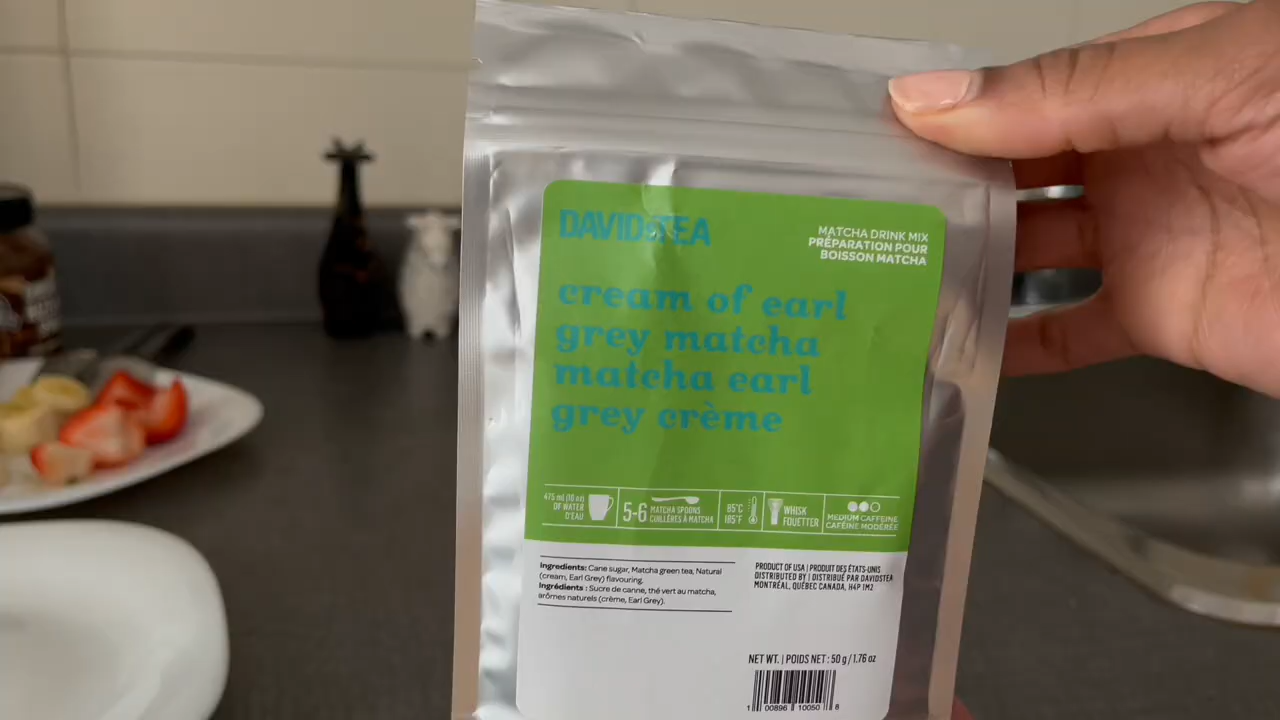 DAVIDsTEA
MATCHA DRINK MIX
PRÉPARATION POUR
BOISSON MATCHA
cream of earl
grey matcha
matcha earl
grey crème
475 ml (16 oz)
OF WATER
D'EAU
5-6
MATCHA SPOONS
CUILLÈRES À MATCHA
85°C
185°F
WHISK
FOUETTER
MEDIUM CAFFEINE
CAFÉINE MODÉRÉE
Ingredients: Cane sugar, Matcha green tea, Natural
(cream, Earl Grey) flavouring.
Ingrédients : Sucre de canne, thé vert au matcha,
arômes naturels (crème, Earl Grey).
PRODUCT OF USA | PRODUIT DES ÉTATS-UNIS
DISTRIBUTED BY | DISTRIBUÉ PAR DAVIDSTEA
MONTRÉAL, QUÉBEC CANADA, H4P 1M2
NET WT. | POIDS NET : 50 g / 1.76 oz
1 00896 10050 8